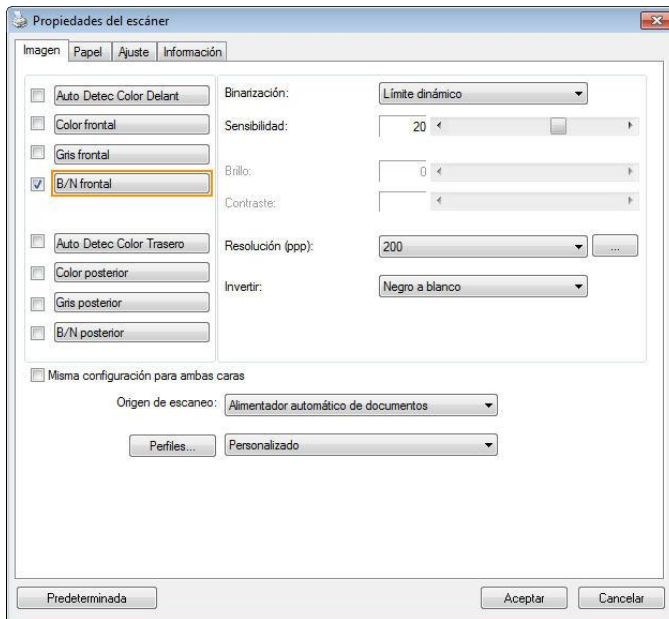 Propiedades del escáner
Imagen Papel Ajuste Información
Auto Detec Color Delant
Color frontal
Gris frontal
B/N frontal
Auto Detec Color Trasero
Color posterior
Gris posterior
B/N posterior
Binarización: Límite dinámico
Sensibilidad: 20
Brillo: 0
Contraste:
Resolución (ppp): 200 ...
Invertir: Negro a blanco
Misma configuración para ambas caras
Origen de escaneo: Alimentador automático de documentos
Perfiles... Personalizado
Predeterminada Aceptar Cancelar